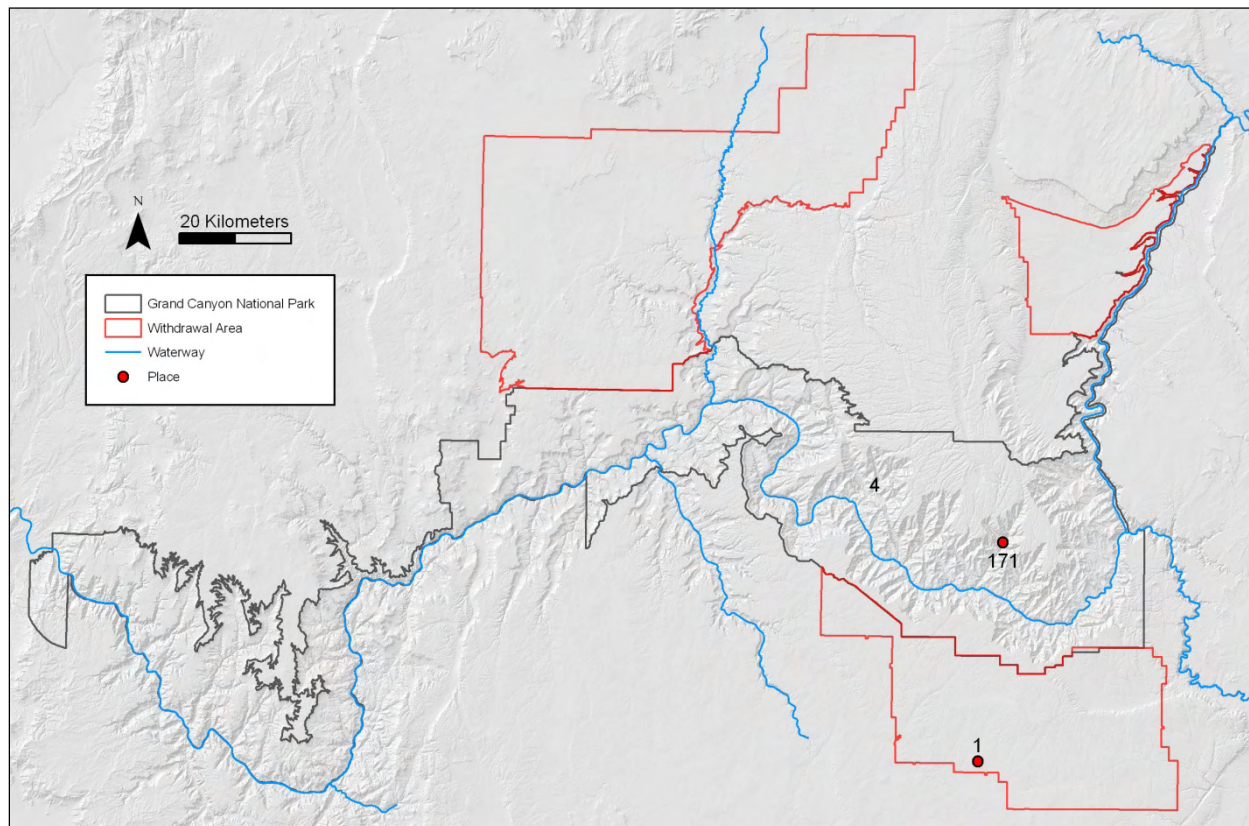 N
20 Kilometers
Grand Canyon National Park
Withdrawal Area
Waterway
Place
4
171
1